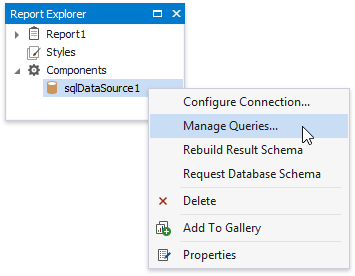 Report Explorer
Report1
Styles
Components
sqlDataSource1
Configure Connection...
Manage Queries...
Rebuild Result Schema
Request Database Schema
Delete
Add To Gallery
Properties